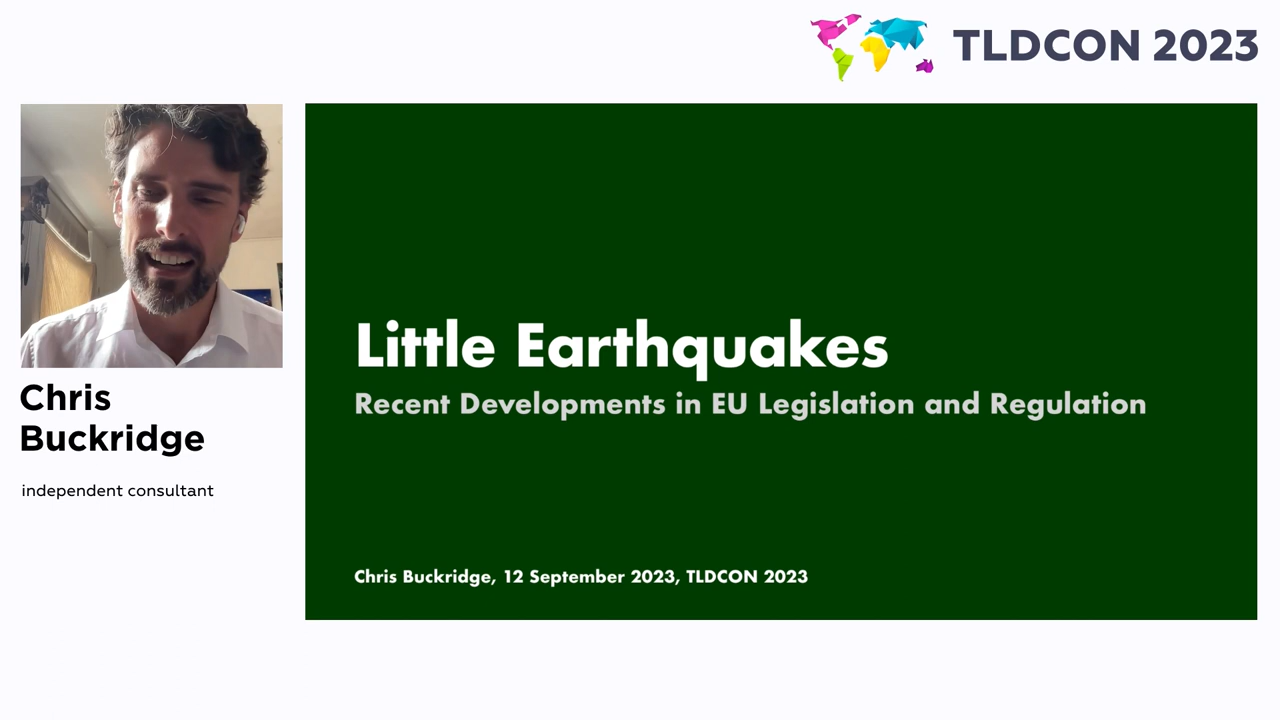 TLDCON 2023
Chris
Buckridge
independent consultant
Little Earthquakes
Recent Developments in EU Legislation and Regulation
Chris Buckridge, 12 September 2023, TLDCON 2023